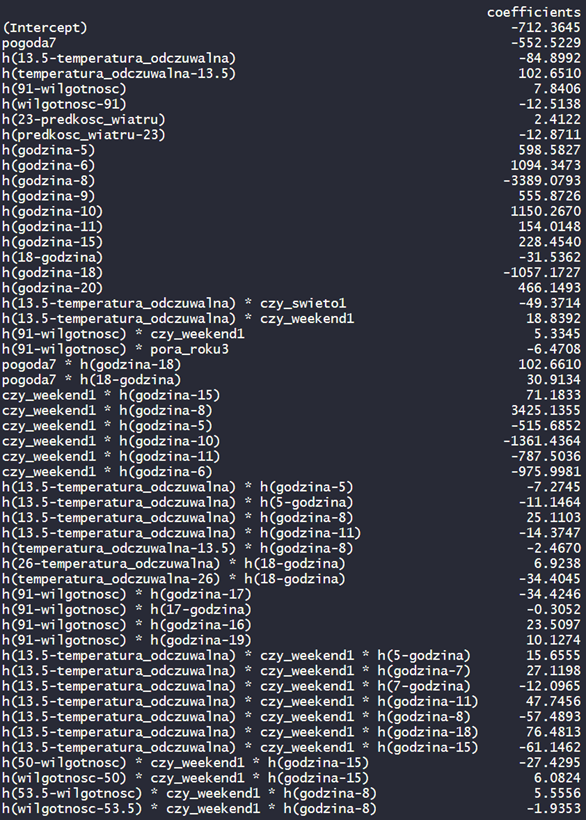 coefficients
(Intercept) -712.3645
pogoda7 -552.5229
h(13.5-temperatura_odczuwalna) -84.8992
h(temperatura_odczuwalna-13.5) 102.6510
h(91-wilgotnosc) 7.8406
h(wilgotnosc-91) -12.5138
h(23-predkosc_wiatru) 2.4122
h(predkosc_wiatru-23) -12.8711
h(godzina-5) 598.5827
h(godzina-6) 1094.3473
h(godzina-8) -3389.0793
h(godzina-9) 555.8726
h(godzina-10) 1150.2670
h(godzina-11) 154.0148
h(godzina-15) 228.4540
h(18-godzina) -31.5362
h(godzina-18) -1057.1727
h(godzina-20) 466.1493
h(13.5-temperatura_odczuwalna) * czy_swieto1 -49.3714
h(13.5-temperatura_odczuwalna) * czy_weekend1 18.8392
h(91-wilgotnosc) * czy_weekend1 5.3345
h(91-wilgotnosc) * pora_roku3 -6.4708
pogoda7 * h(godzina-18) 102.6610
pogoda7 * h(18-godzina) 30.9134
czy_weekend1 * h(godzina-15) 71.1833
czy_weekend1 * h(godzina-8) 3425.1355
czy_weekend1 * h(godzina-5) -515.6852
czy_weekend1 * h(godzina-10) -1361.4364
czy_weekend1 * h(godzina-11) -787.5036
czy_weekend1 * h(godzina-6) -975.9981
h(13.5-temperatura_odczuwalna) * h(godzina-5) -7.2745
h(13.5-temperatura_odczuwalna) * h(5-godzina) -11.1464
h(13.5-temperatura_odczuwalna) * h(godzina-8) 25.1103
h(13.5-temperatura_odczuwalna) * h(godzina-11) -14.3747
h(temperatura_odczuwalna-13.5) * h(godzina-8) -2.4670
h(26-temperatura_odczuwalna) * h(18-godzina) 6.9238
h(temperatura_odczuwalna-26) * h(18-godzina) -34.4045
h(91-wilgotnosc) * h(godzina-17) -34.4246
h(91-wilgotnosc) * h(17-godzina) -0.3052
h(91-wilgotnosc) * h(godzina-16) 23.5097
h(91-wilgotnosc) * h(godzina-19) 10.1274
h(13.5-temperatura_odczuwalna) * czy_weekend1 * h(5-godzina) 15.6555
h(13.5-temperatura_odczuwalna) * czy_weekend1 * h(godzina-7) 27.1198
h(13.5-temperatura_odczuwalna) * czy_weekend1 * h(7-godzina) -12.0965
h(13.5-temperatura_odczuwalna) * czy_weekend1 * h(godzina-11) 47.7456
h(13.5-temperatura_odczuwalna) * czy_weekend1 * h(godzina-8) -57.4893
h(13.5-temperatura_odczuwalna) * czy_weekend1 * h(godzina-18) 76.4813
h(13.5-temperatura_odczuwalna) * czy_weekend1 * h(godzina-15) -61.1462
h(50-wilgotnosc) * czy_weekend1 * h(godzina-15) -27.4295
h(wilgotnosc-50) * czy_weekend1 * h(godzina-15) 6.0824
h(53.5-wilgotnosc) * czy_weekend1 * h(godzina-8) 5.5556
h(wilgotnosc-53.5) * czy_weekend1 * h(godzina-8) -1.9353